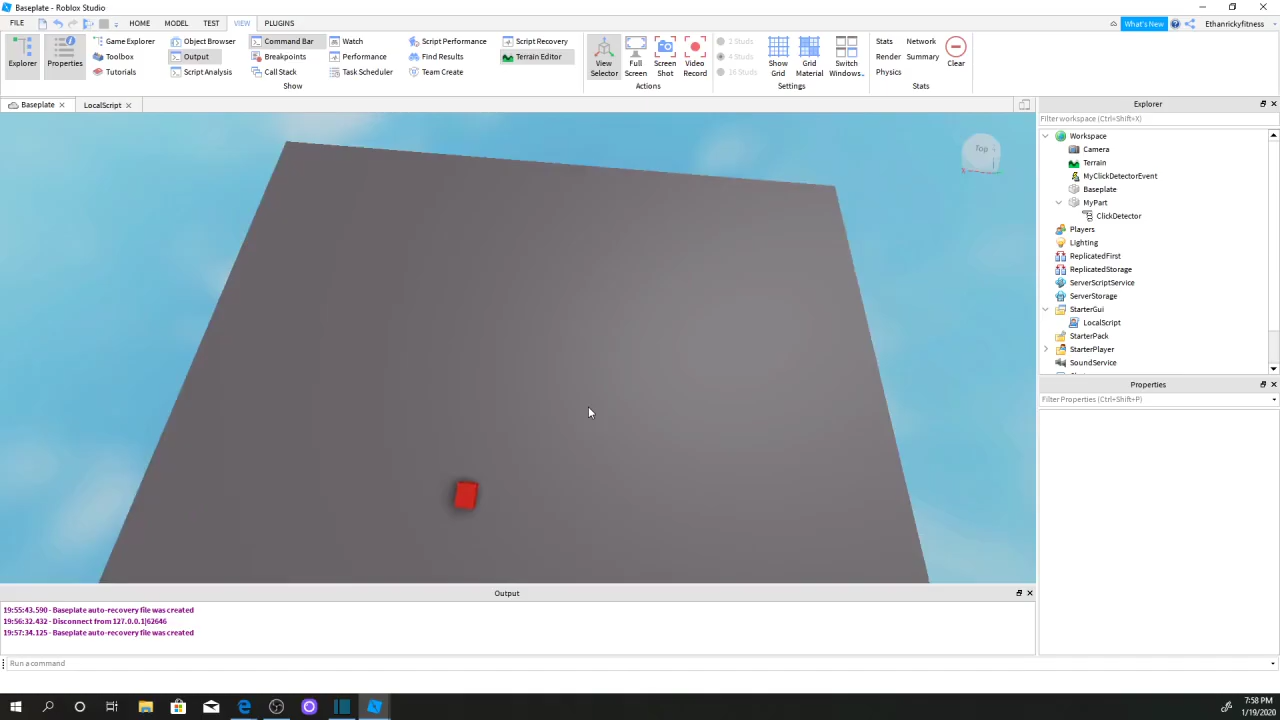 Baseplate - Roblox Studio
FILE HOME MODEL TEST VIEW PLUGINS What's New Ethanrickyfitness
Explorer
Properties
Game Explorer
Toolbox
Tutorials
Object Browser
Output
Script Analysis
Command Bar
Breakpoints
Call Stack
Watch
Performance
Task Scheduler
Script Performance
Find Results
Team Create
Script Recovery
Terrain Editor
Show
View Selector
Full Screen
Screen Shot
Video Record
Actions
2 Studs
4 Studs
16 Studs
Show Grid
Grid Material
Switch Windows
Settings
Stats Network
Render Summary
Physics
Clear
Stats
Baseplate LocalScript
Top
Explorer
Filter workspace (Ctrl+Shift+X)
Workspace
Camera
Terrain
MyClickDetectorEvent
Baseplate
MyPart
ClickDetector
Players
Lighting
ReplicatedFirst
ReplicatedStorage
ServerScriptService
ServerStorage
StarterGui
LocalScript
StarterPack
StarterPlayer
SoundService
Properties
Filter Properties (Ctrl+Shift+P)
Output
19:55:43.590 - Baseplate auto-recovery file was created
19:56:32.432 - Disconnect from 127.0.0.1|62646
19:57:34.125 - Baseplate auto-recovery file was created
Run a command
7:58 PM
1/19/2020